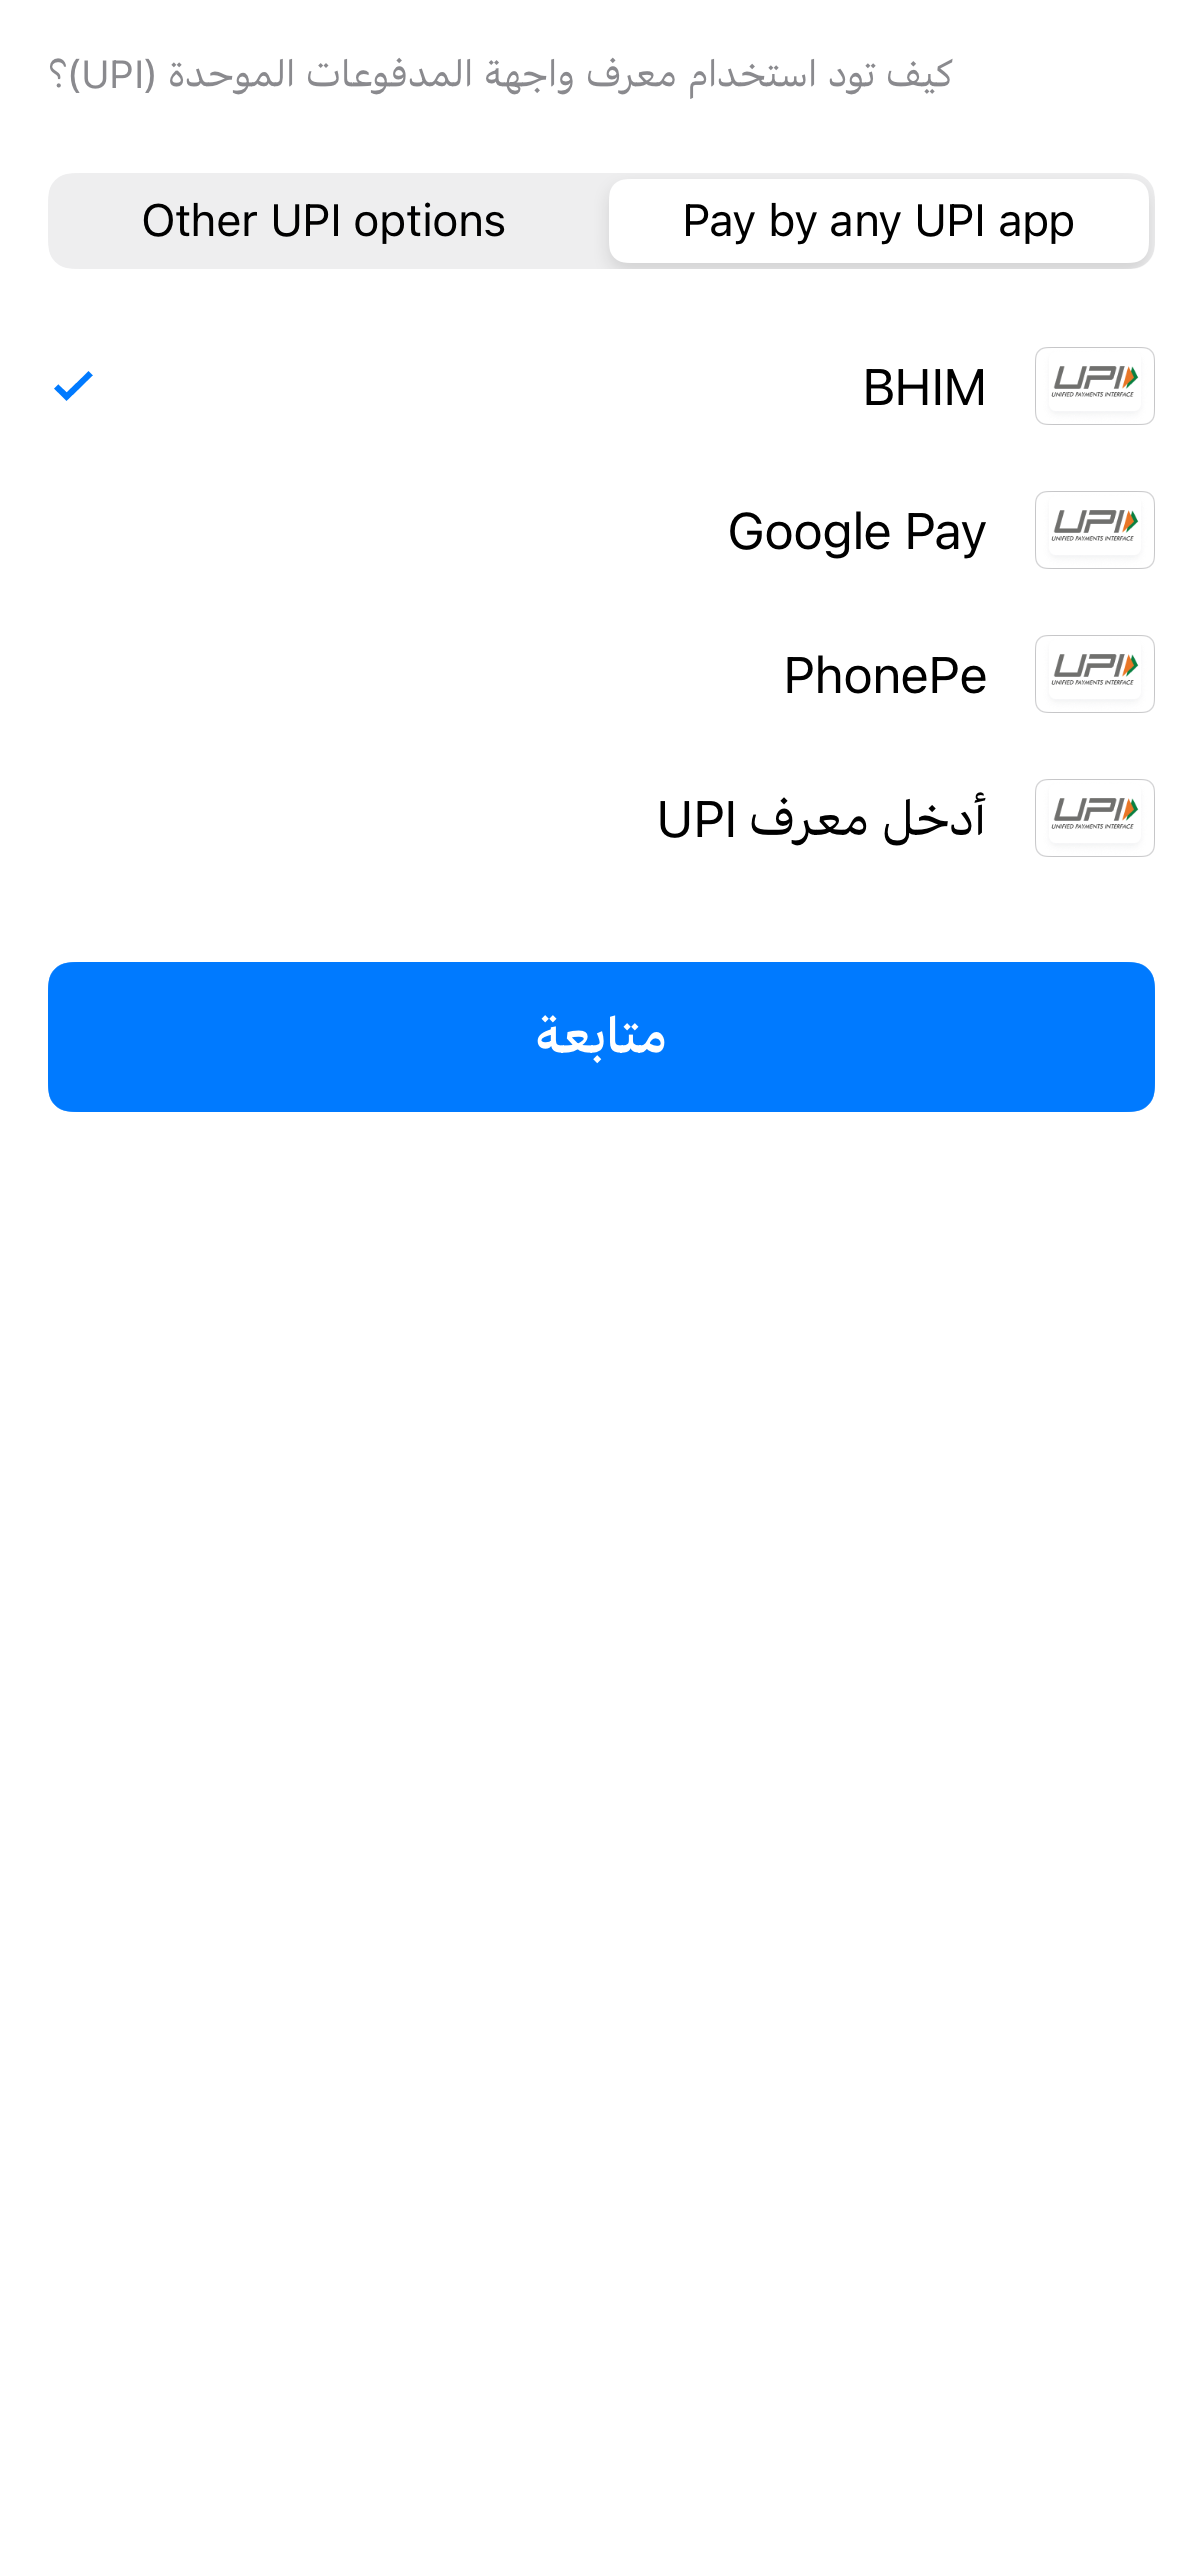 كيف تود استخدام معرف واجهة المدفوعات الموحدة (UPI)؟
Pay by any UPI app
Other UPI options
UPI
UNIFIED PAYMENTS INTERFACE
BHIM
UPI
UNIFIED PAYMENTS INTERFACE
Google Pay
UPI
UNIFIED PAYMENTS INTERFACE
PhonePe
UPI
UNIFIED PAYMENTS INTERFACE
أدخل معرف UPI
متابعة